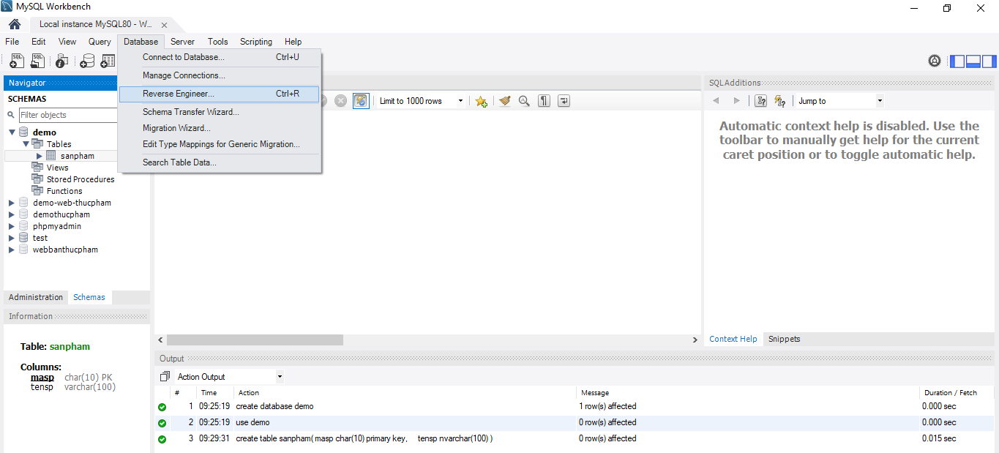 MySQL Workbench
Local instance MySQL80 - W... ×
File Edit View Query Database Server Tools Scripting Help
Connect to Database... Ctrl+U
Manage Connections...
Reverse Engineer... Ctrl+R
Schema Transfer Wizard...
Migration Wizard...
Edit Type Mappings for Generic Migration...
Search Table Data...
Navigator
SCHEMAS
Filter objects
demo
Tables
sanpham
Views
Stored Procedures
Functions
demo-web-thucpham
demothucpham
phpmyadmin
test
webbanthucpham
Administration Schemas
Information
Table: sanpham
Columns:
masp char(10) PK
tensp varchar(100)
Limit to 1000 rows
SQLAdditions
Jump to
Automatic context help is disabled. Use the
toolbar to manually get help for the current
caret position or to toggle automatic help.
Context Help Snippets
Output
Action Output
# Time Action Message Duration / Fetch
1 09:25:19 create database demo 1 row(s) affected 0.000 sec
2 09:25:19 use demo 0 row(s) affected 0.000 sec
3 09:29:31 create table sanpham( masp char(10) primary key, tensp nvarchar(100) ) 0 row(s) affected 0.015 sec